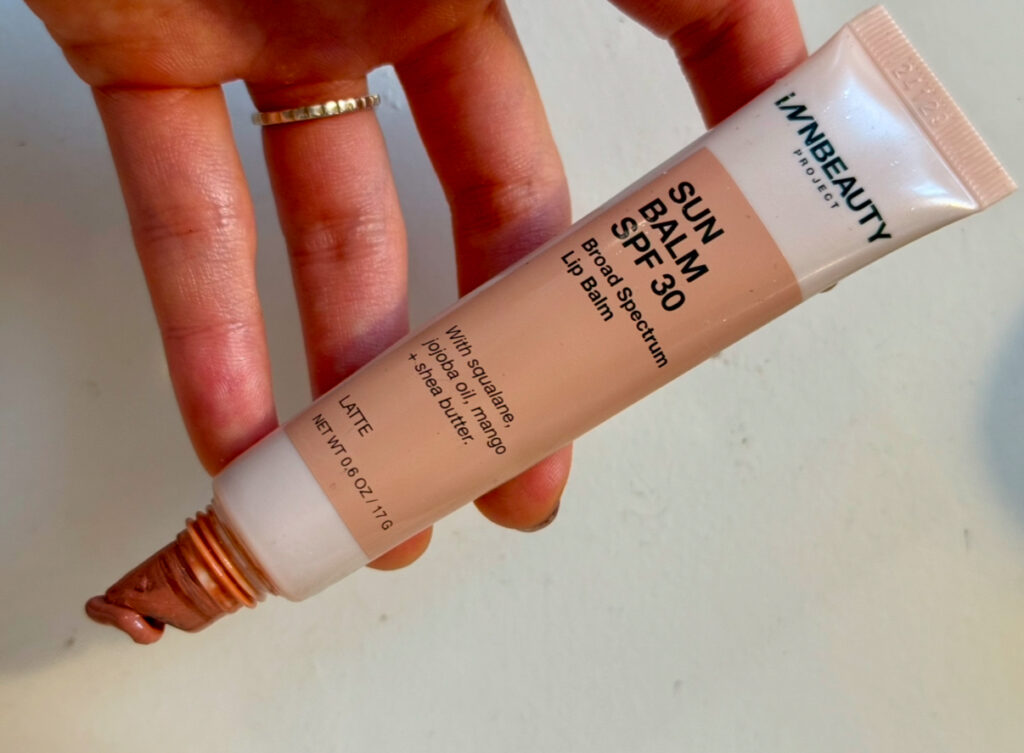 iNNBEAUTY
PROJECT
SUN
BALM
SPF 30
Broad Spectrum
Lip Balm
With squalane,
jojoba oil, mango
+ shea butter.
LATTE
NET WT 0.6 OZ / 17 G